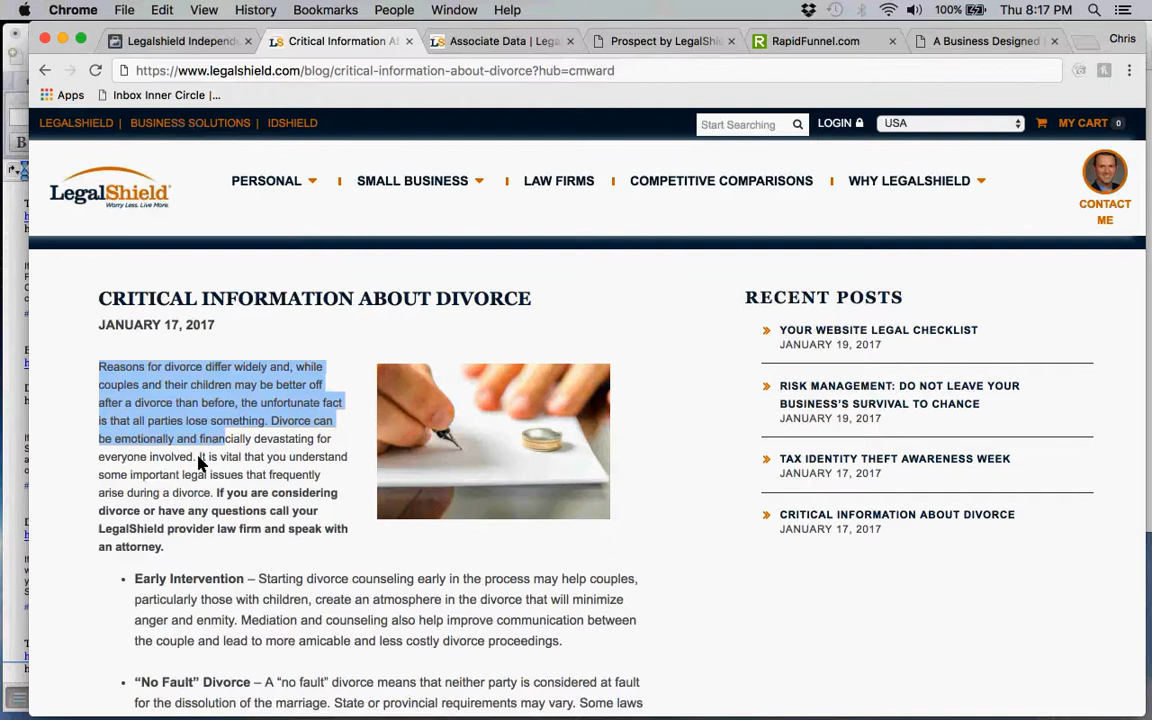 Chrome File Edit View History Bookmarks People Window Help 100% Thu 8:17 PM
Legalshield Independ × Critical Information A × Associate Data | Lega × Prospect by LegalShie × RapidFunnel.com × A Business Designed × Chris
https://www.legalshield.com/blog/critical-information-about-divorce?hub=cmward
Apps Inbox Inner Circle |...
LEGALSHIELD | BUSINESS SOLUTIONS | IDSHIELD Start Searching LOGIN USA MY CART 0
LegalShield
Worry Less. Live More.
PERSONAL SMALL BUSINESS LAW FIRMS COMPETITIVE COMPARISONS WHY LEGALSHIELD
CONTACT
ME
CRITICAL INFORMATION ABOUT DIVORCE
JANUARY 17, 2017
Reasons for divorce differ widely and, while
couples and their children may be better off
after a divorce than before, the unfortunate fact
is that all parties lose something. Divorce can
be emotionally and financially devastating for
everyone involved. It is vital that you understand
some important legal issues that frequently
arise during a divorce. If you are considering
divorce or have any questions call your
LegalShield provider law firm and speak with
an attorney.
• Early Intervention – Starting divorce counseling early in the process may help couples,
particularly those with children, create an atmosphere in the divorce that will minimize
anger and enmity. Mediation and counseling also help improve communication between
the couple and lead to more amicable and less costly divorce proceedings.
• “No Fault” Divorce – A “no fault” divorce means that neither party is considered at fault
for the dissolution of the marriage. State or provincial requirements may vary. Some laws
RECENT POSTS
YOUR WEBSITE LEGAL CHECKLIST
JANUARY 19, 2017
RISK MANAGEMENT: DO NOT LEAVE YOUR
BUSINESS'S SURVIVAL TO CHANCE
JANUARY 19, 2017
TAX IDENTITY THEFT AWARENESS WEEK
JANUARY 17, 2017
CRITICAL INFORMATION ABOUT DIVORCE
JANUARY 17, 2017